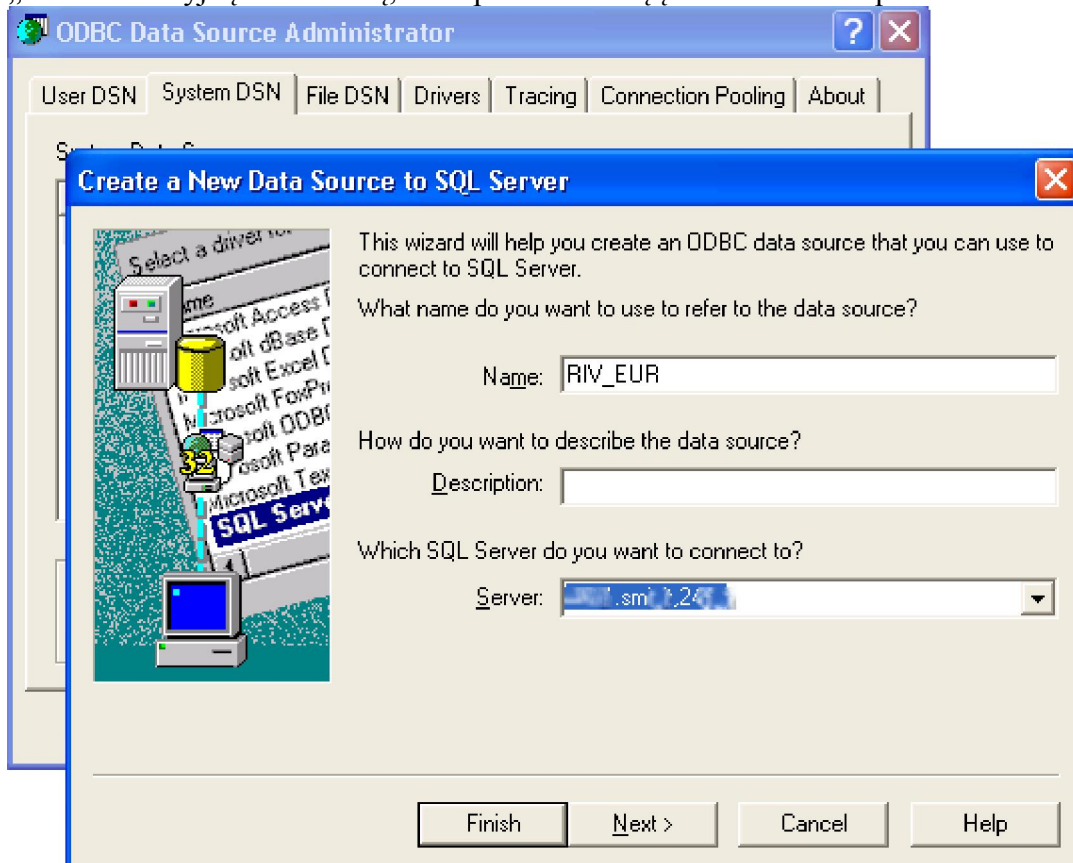 ODBC Data Source Administrator
User DSN System DSN File DSN Drivers Tracing Connection Pooling About
Create a New Data Source to SQL Server
Select a driver
This wizard will help you create an ODBC data source that you can use to
connect to SQL Server.
What name do you want to use to refer to the data source?
Name: RIV_EUR
How do you want to describe the data source?
Description:
Which SQL Server do you want to connect to?
Server:
SQL Serv
Finish Next > Cancel Help